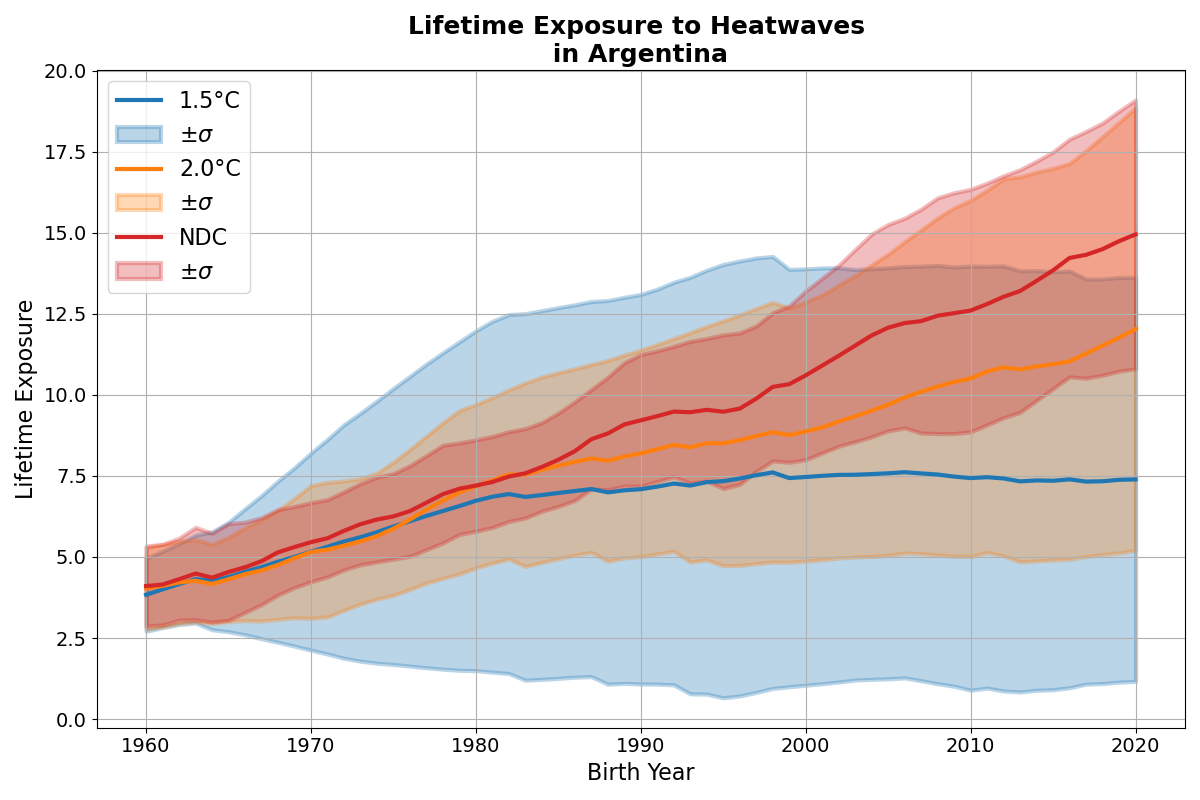 Lifetime Exposure to Heatwaves
in Argentina
20.0
17.5
15.0
12.5
10.0
7.5
5.0
2.5
0.0
Lifetime Exposure
1.5°C
±σ
2.0°C
±σ
NDC
±σ
1960
1970
1980
1990
2000
2010
2020
Birth Year